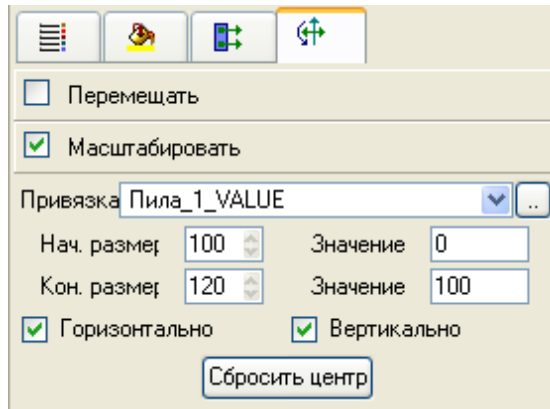 Перемещать
Масштабировать
Привязка Пила_1_VALUE ..
Нач. размер 100 Значение 0
Кон. размер 120 Значение 100
Горизонтально Вертикально
Сбросить центр